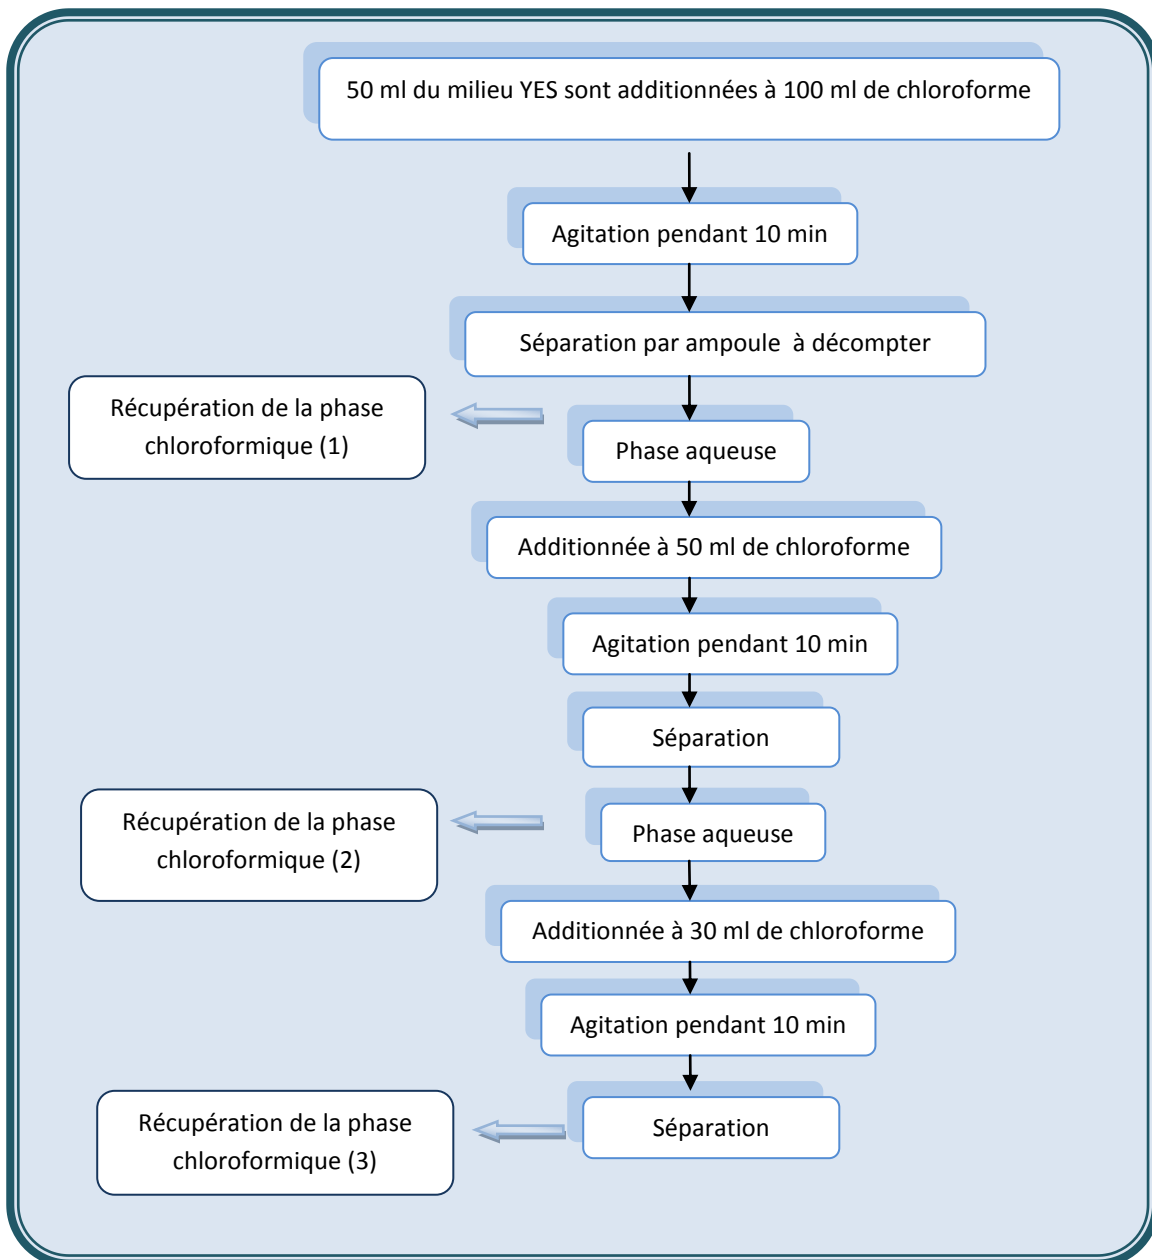 50 ml du milieu YES sont additionnées à 100 ml de chloroforme
Agitation pendant 10 min
Séparation par ampoule à décompter
Récupération de la phase
chloroformique (1)
Phase aqueuse
Additionnée à 50 ml de chloroforme
Agitation pendant 10 min
Séparation
Récupération de la phase
chloroformique (2)
Phase aqueuse
Additionnée à 30 ml de chloroforme
Agitation pendant 10 min
Récupération de la phase
chloroformique (3)
Séparation